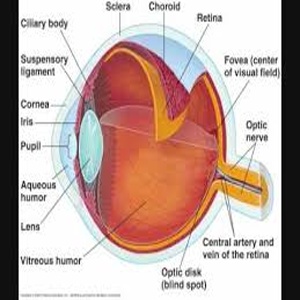 Ciliary body
Sclera
Choroid
Retina
Suspensory
ligament
Fovea (center
of visual field)
Cornea
Iris
Pupil
Optic
nerve
Aqueous
humor
Lens
Vitreous humor
Central artery and
vein of the retina
Optic disk
(blind spot)